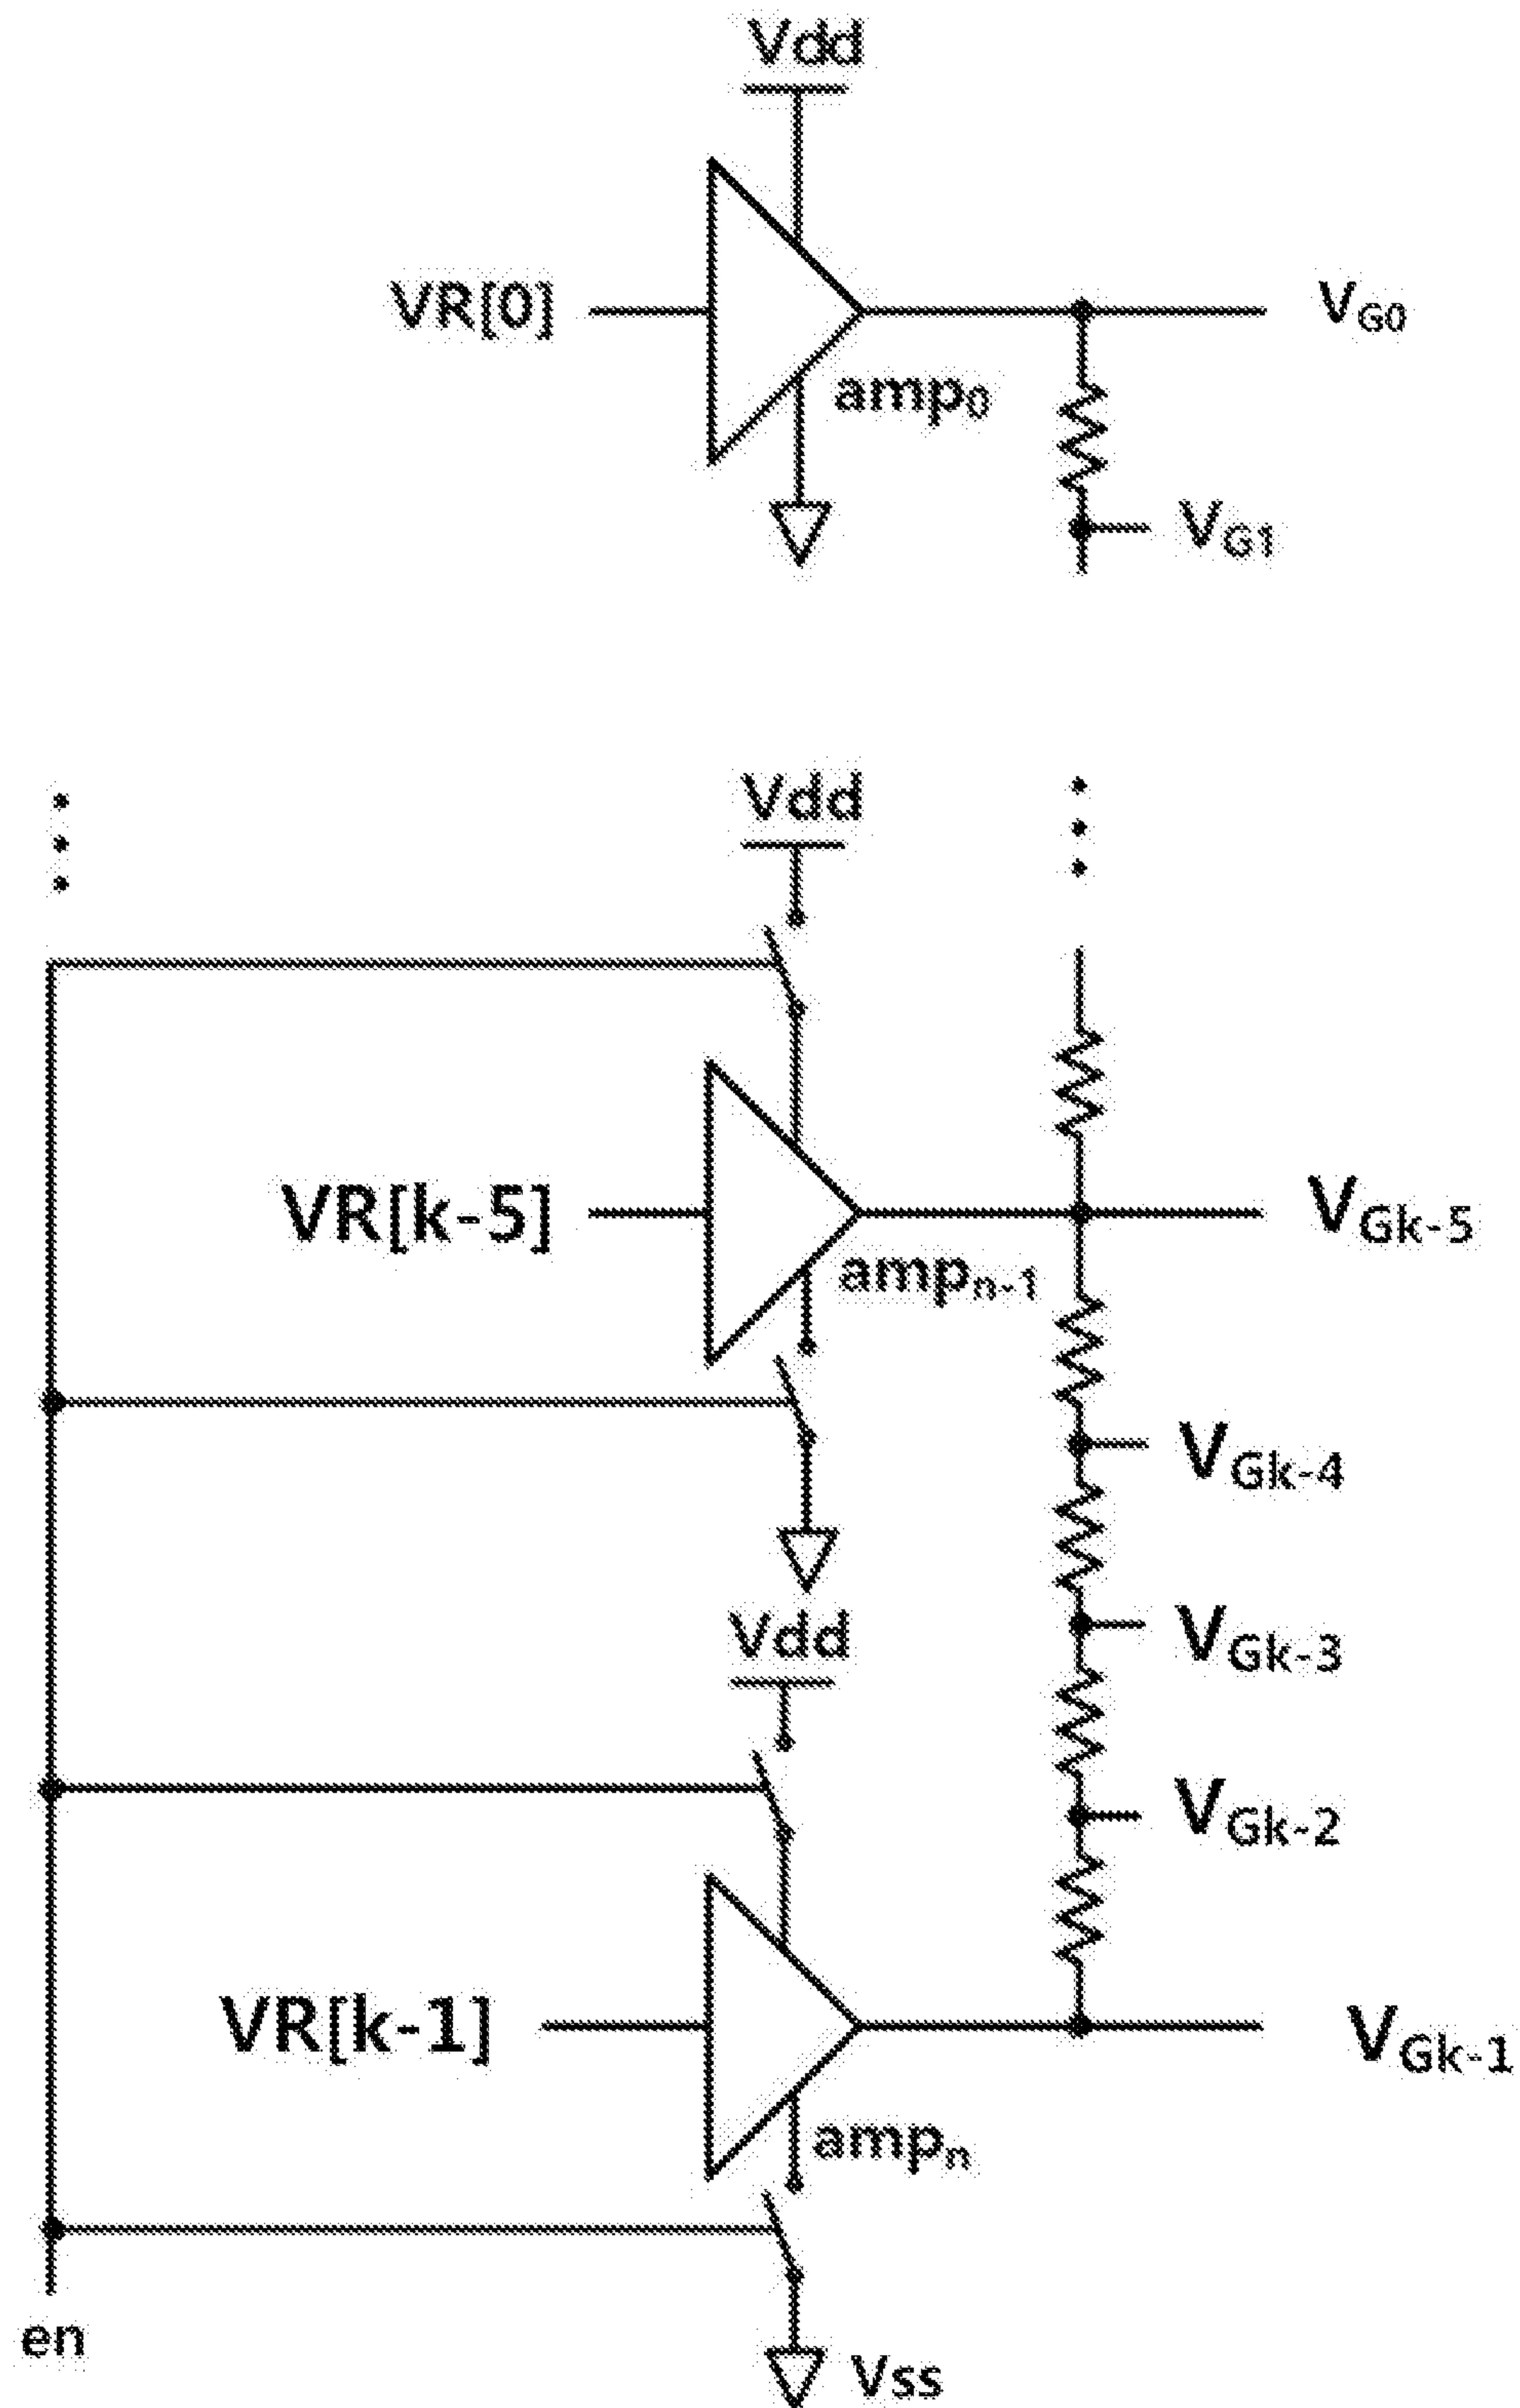 Vdd
VR[0]
VG0
amp0
VG1
Vdd
VR[k-5]
VGk-5
ampn-1
VGk-4
Vdd
VGk-3
VGk-2
VR[k-1]
VGk-1
ampn
en
Vss